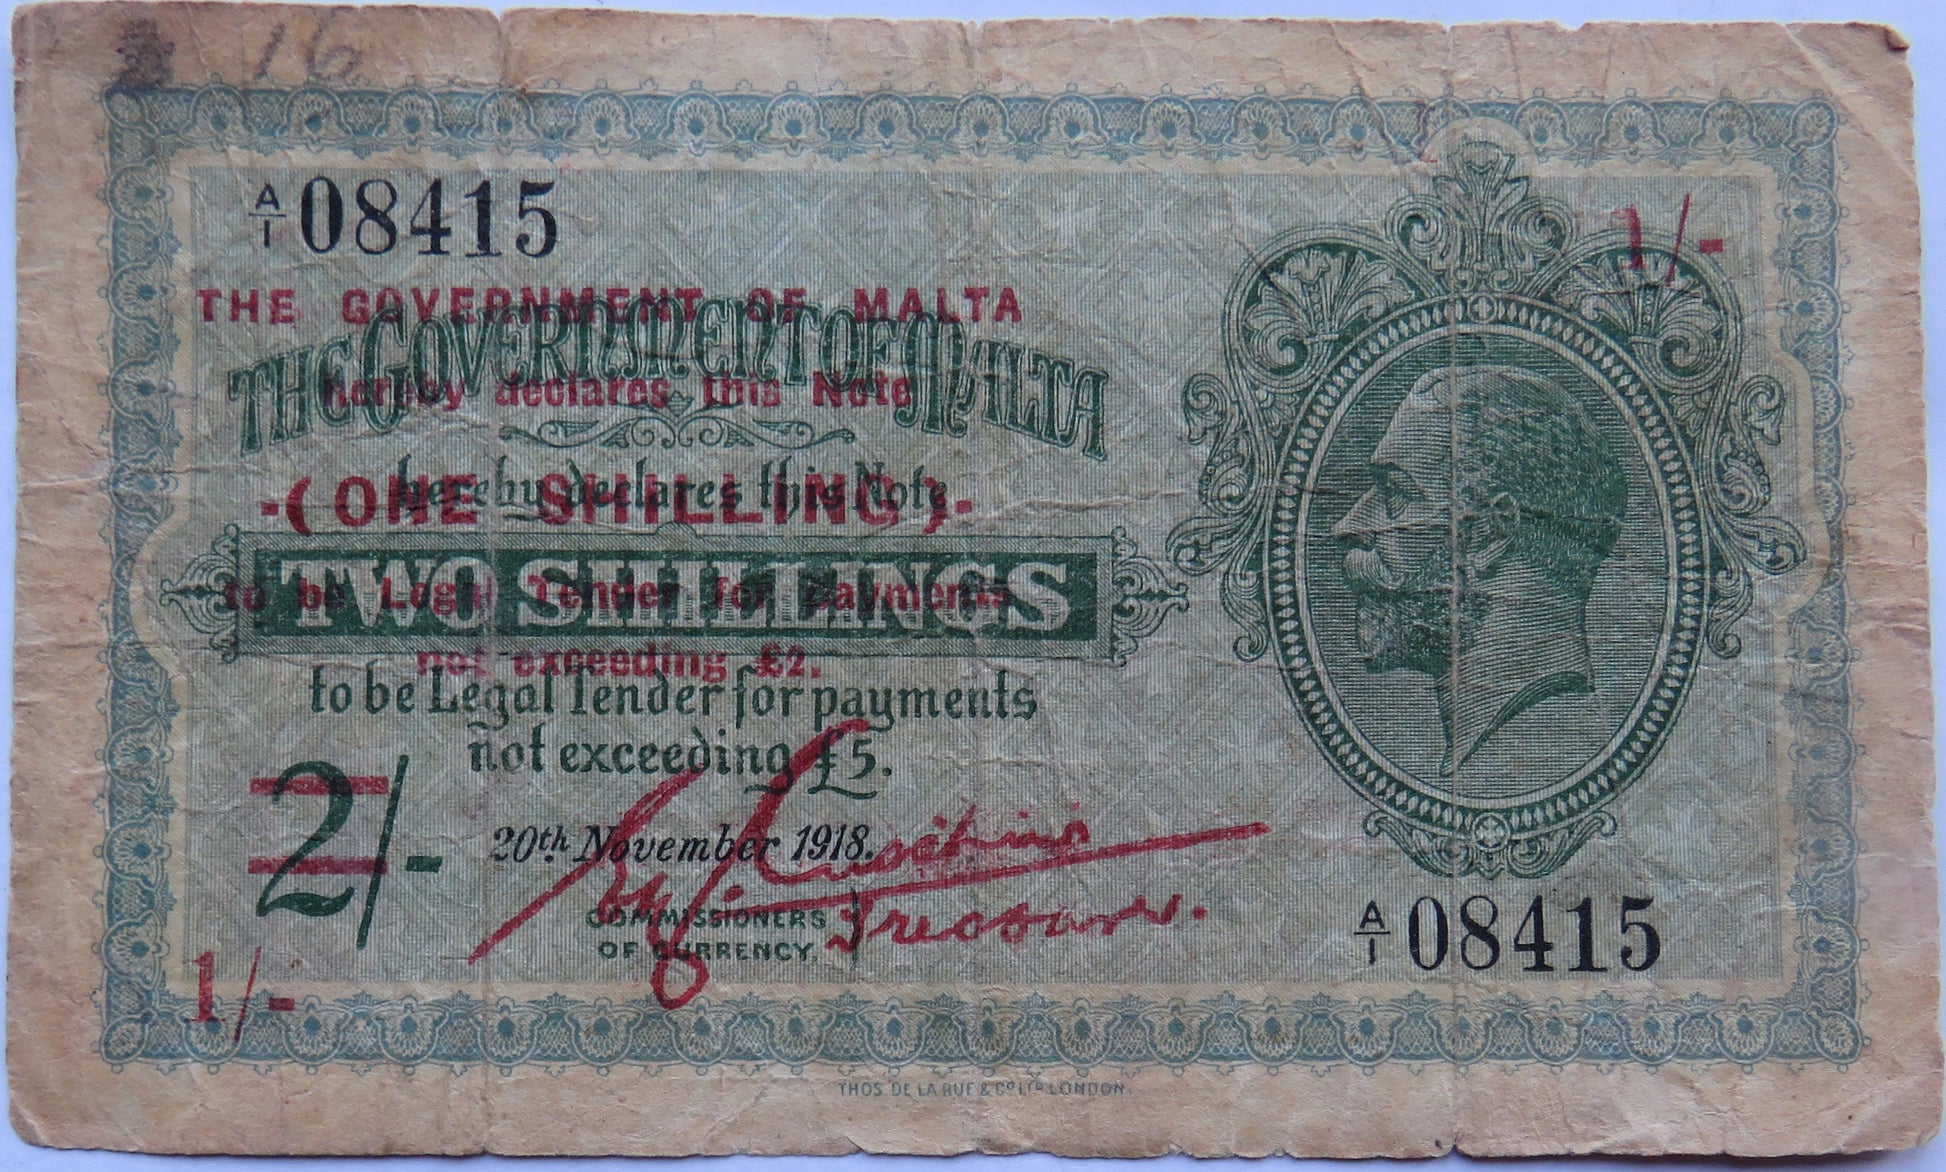 16
A/1 08415
1/-
THE GOVERNMENT OF MALTA
THE GOVERNMENT OF MALTA
hereby declares this Note
hereby declares this Note
-(ONE SHILLING)-
TWO SHILLINGS
to be Legal Tender for payments
not exceeding £2.
to be Legal Tender for payments
not exceeding £5.
2/-
20th November 1918.
COMMISSIONERS
OF CURRENCY.
Treasurer.
A/1 08415
1/-
THOS. DE LA RUE & CO. LTD. LONDON.